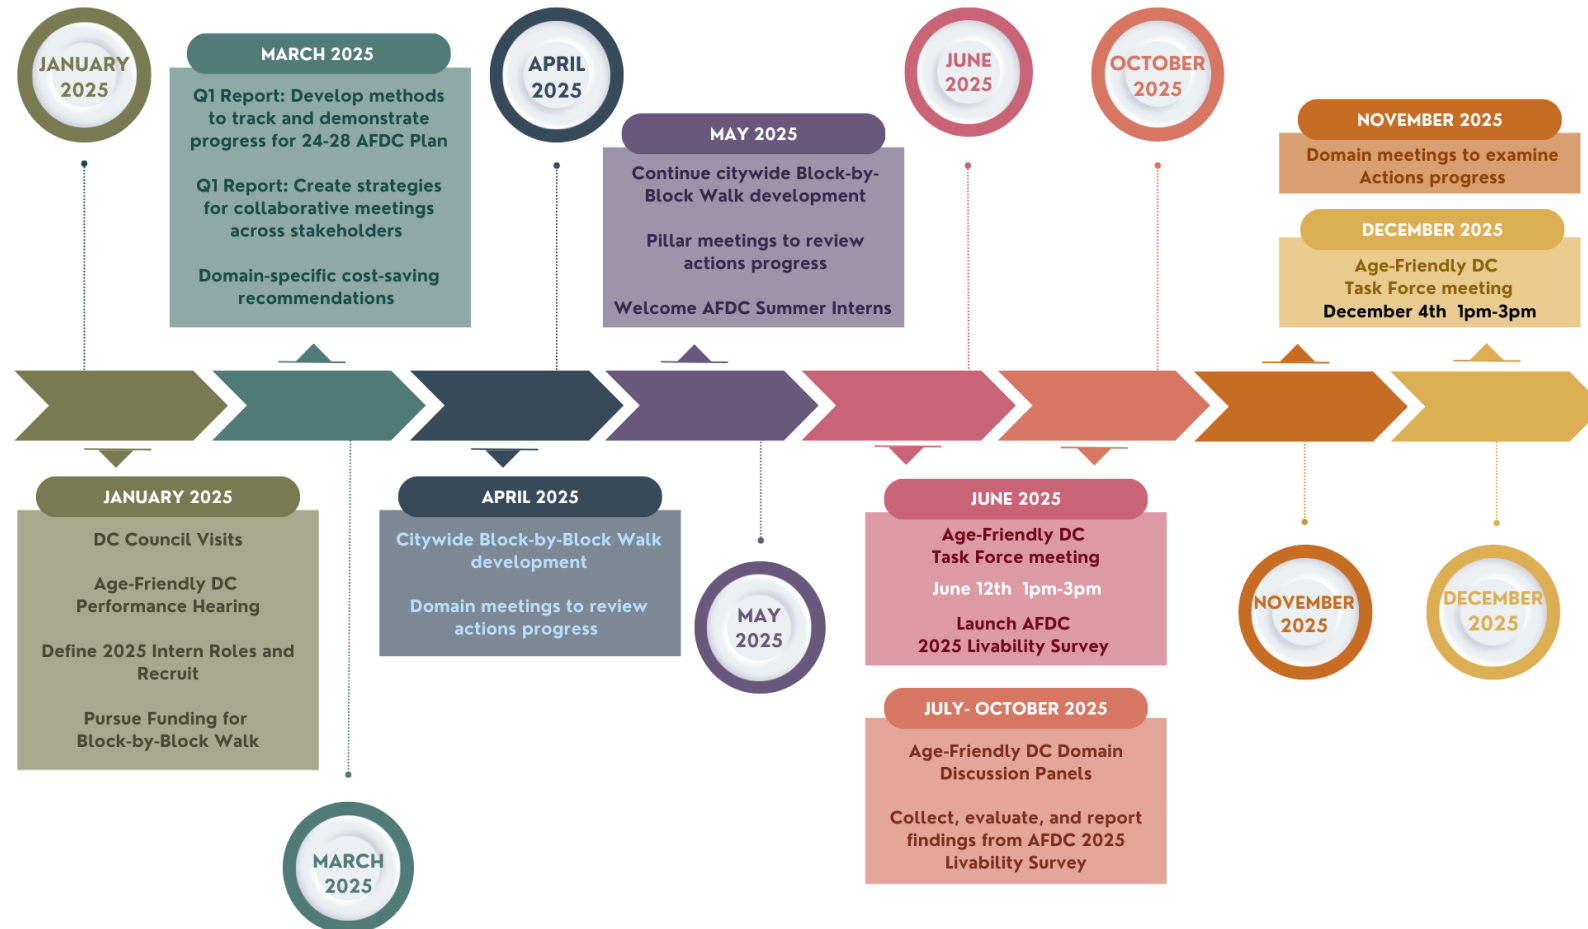 JANUARY
2025
MARCH 2025
Q1 Report: Develop methods
to track and demonstrate
progress for 24-28 AFDC Plan
Q1 Report: Create strategies
for collaborative meetings
across stakeholders
Domain-specific cost-saving
recommendations
APRIL
2025
MAY 2025
Continue citywide Block-by-
Block Walk development
Pillar meetings to review
actions progress
Welcome AFDC Summer Interns
JUNE
2025
OCTOBER
2025
NOVEMBER 2025
Domain meetings to examine
Actions progress
DECEMBER 2025
Age-Friendly DC
Task Force meeting
December 4th 1pm-3pm
JANUARY 2025
DC Council Visits
Age-Friendly DC
Performance Hearing
Define 2025 Intern Roles and
Recruit
Pursue Funding for
Block-by-Block Walk
MARCH
2025
APRIL 2025
Citywide Block-by-Block Walk
development
Domain meetings to review
actions progress
MAY
2025
JUNE 2025
Age-Friendly DC
Task Force meeting
June 12th 1pm-3pm
Launch AFDC
2025 Livability Survey
JULY- OCTOBER 2025
Age-Friendly DC Domain
Discussion Panels
Collect, evaluate, and report
findings from AFDC 2025
Livability Survey
NOVEMBER
2025
DECEMBER
2025